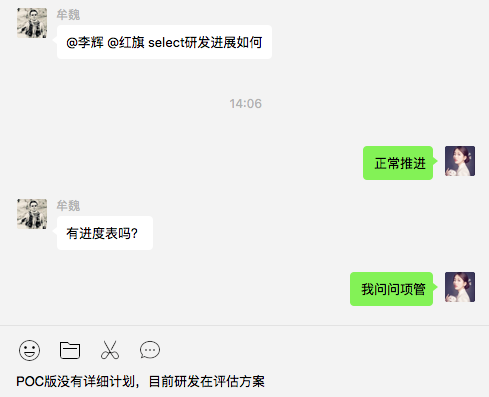 牟魏
@李辉 @红旗 select研发进展如何
14:06
正常推进
牟魏
有进度表吗？
我问问项管
POC版没有详细计划，目前研发在评估方案